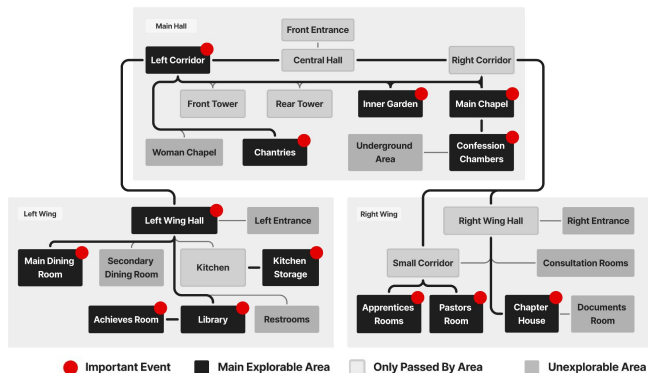 Main Hall
Front Entrance
Left Corridor
Central Hall
Right Corridor
Front Tower
Rear Tower
Inner Garden
Main Chapel
Woman Chapel
Chantries
Underground
Area
Confession
Chambers
Left Wing
Left Wing Hall
Left Entrance
Main Dining
Room
Secondary
Dining Room
Kitchen
Kitchen
Storage
Achieves Room
Library
Restrooms
Right Wing
Right Wing Hall
Right Entrance
Small Corridor
Consultation Rooms
Apprentices
Rooms
Pastors
Room
Chapter
House
Documents
Room
Important Event
Main Explorable Area
Only Passed By Area
Unexplorable Area